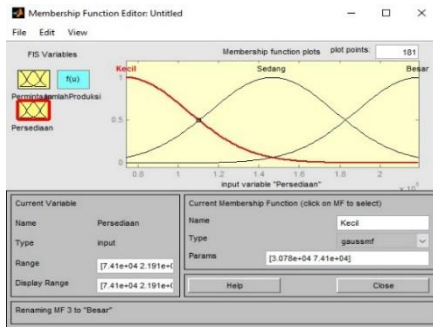 Membership Function Editor: Untitled
File Edit View
FIS Variables
Membership function plots
plot points:
181
f(u)
JumlahProduksi
Persediaan
Kecil
Sedang
Besar
1
0.5
0
0.8
1
1.2
1.4
1.6
1.8
2
input variable "Persediaan"
Current Variable
Name Persediaan
Type input
Range [7.41e+04 2.191e+(
Display Range [7.41e+04 2.191e+(
Current Membership Function (click on MF to select)
Name Kecil
Type gaussmf
Params [3.078e+04 7.41e+04]
Help
Close
Renaming MF 3 to "Besar"